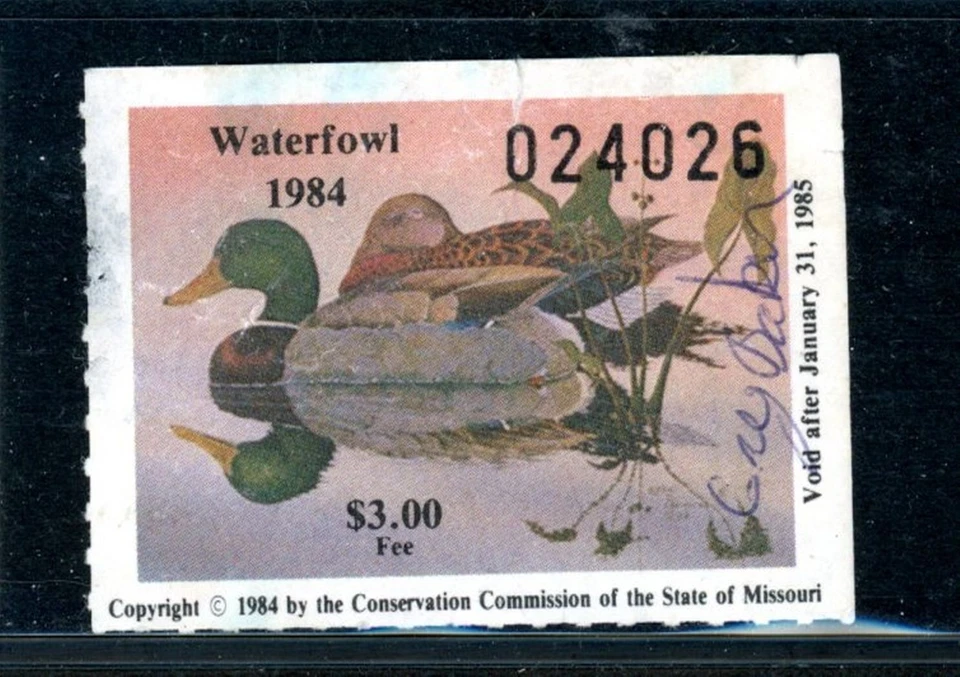 Waterfowl
1984
024026
$3.00
Fee
Void after January 31, 1985
Copyright © 1984 by the Conservation Commission of the State of Missouri